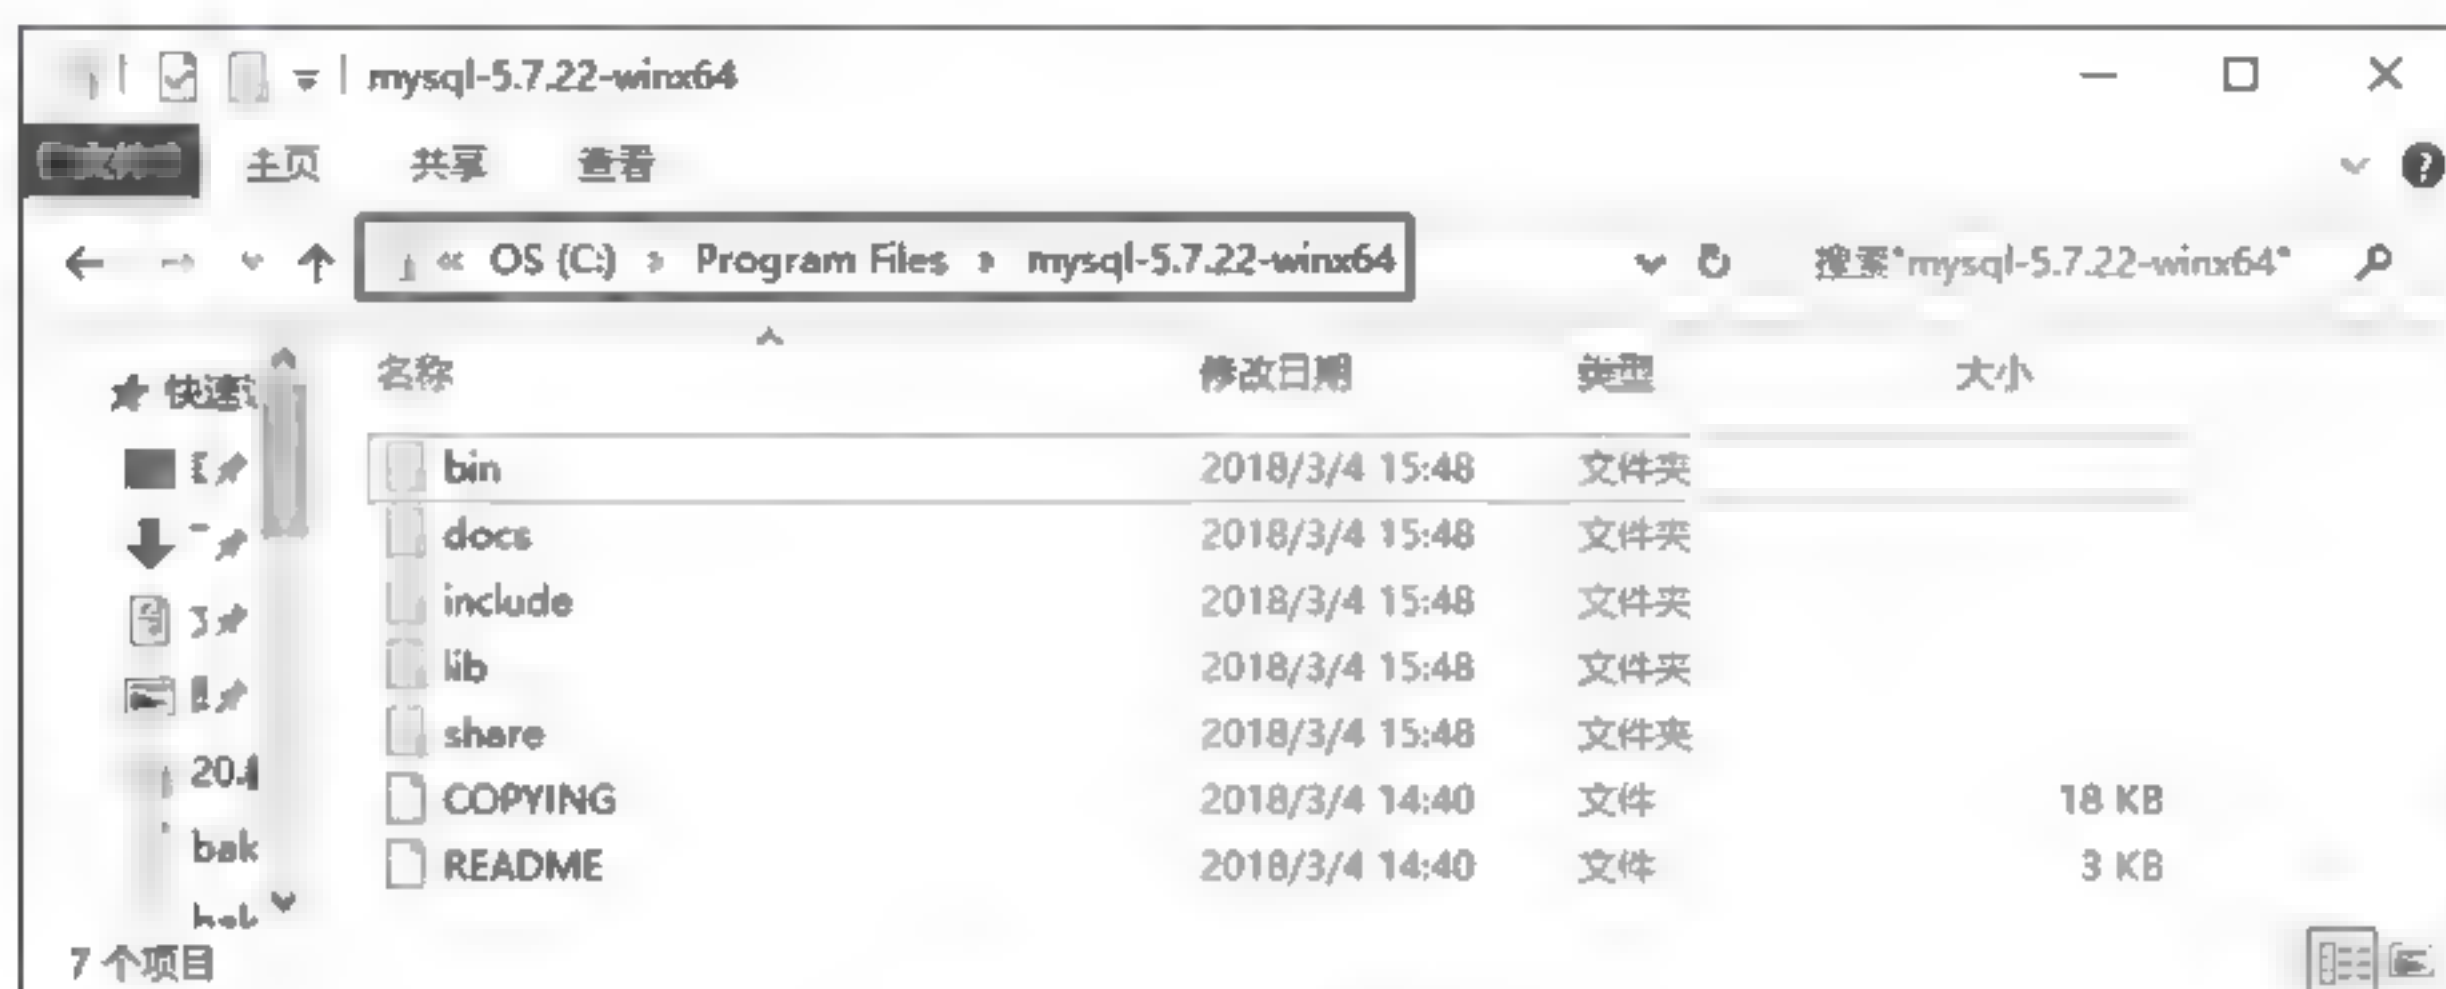 mysql-5.7.22-winx64
主页 共享 查看
« OS (C:) › Program Files › mysql-5.7.22-winx64
搜索"mysql-5.7.22-winx64"
名称 修改日期 类型 大小
快速
bin 2018/3/4 15:48 文件夹
docs 2018/3/4 15:48 文件夹
include 2018/3/4 15:48 文件夹
lib 2018/3/4 15:48 文件夹
share 2018/3/4 15:48 文件夹
20.
COPYING 2018/3/4 14:40 文件 18 KB
bak
README 2018/3/4 14:40 文件 3 KB
7 个项目